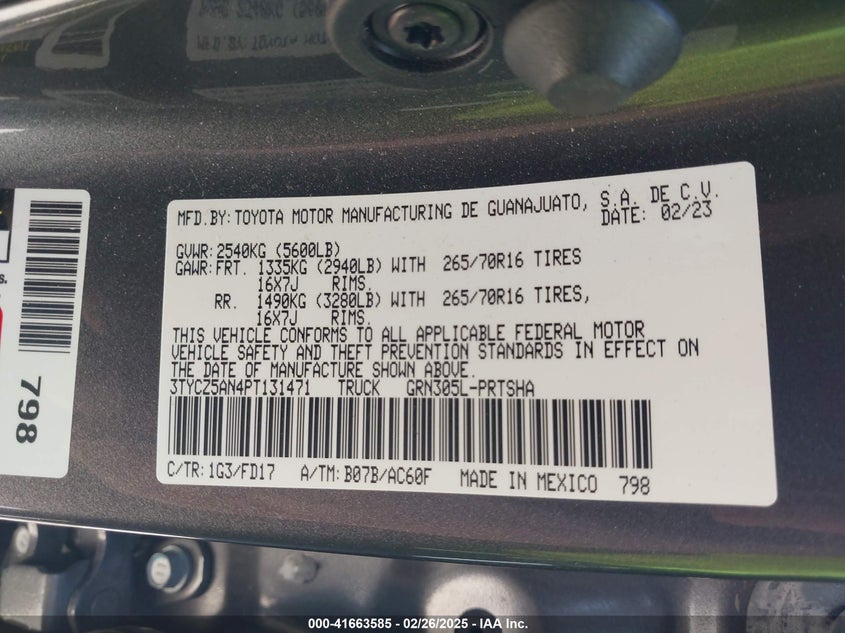 MFD.BY: TOYOTA MOTOR MANUFACTURING DE GUANAJUATO, S.A. DE C.V.
DATE: 02/23
GVWR: 2540KG (5600LB)
GAWR: FRT. 1335KG (2940LB) WITH 265/70R16 TIRES
16X7J RIMS.
RR. 1490KG (3280LB) WITH 265/70R16 TIRES,
16X7J RIMS.
THIS VEHICLE CONFORMS TO ALL APPLICABLE FEDERAL MOTOR
VEHICLE SAFETY AND THEFT PREVENTION STANDARDS IN EFFECT ON
THE DATE OF MANUFACTURE SHOWN ABOVE.
3TYCZ5AN4PT131471 TRUCK GRN305L-PRTSHA
C/TR: 1G3/FD17 A/TM: B07B/AC60F MADE IN MEXICO 798
798
000-41663585 - 02/26/2025 - IAA Inc.